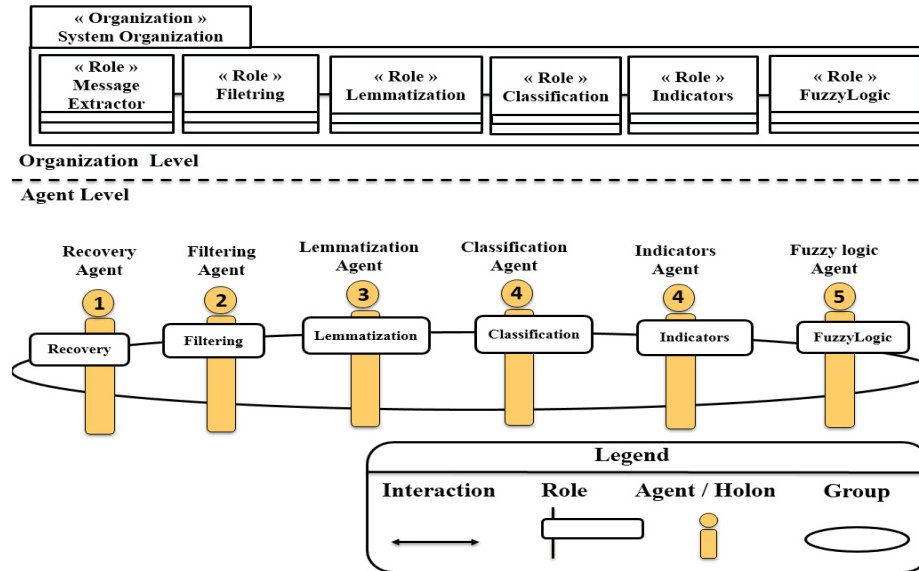 « Organization »
System Organization
« Role »
Message
Extractor
« Role »
Filetring
« Role »
Lemmatization
« Role »
Classification
« Role »
Indicators
« Role »
FuzzyLogic
Organization Level
Agent Level
Recovery
Agent
Filtering
Agent
Lemmatization
Agent
Classification
Agent
Indicators
Agent
Fuzzy logic
Agent
1
2
3
4
4
5
Recovery
Filtering
Lemmatization
Classification
Indicators
FuzzyLogic
Legend
Interaction
Role
Agent / Holon
Group